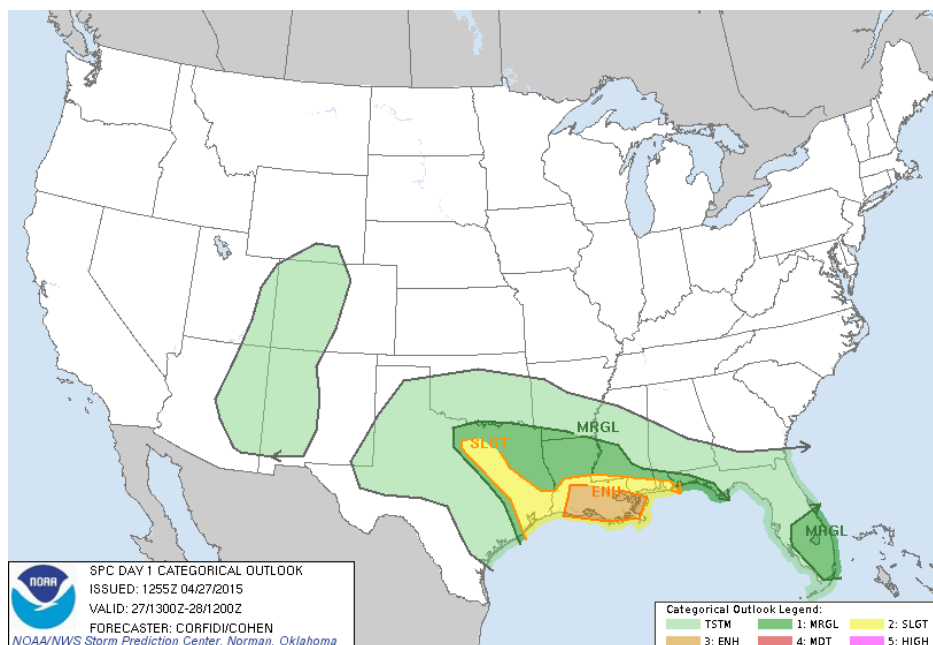 MRGL
SLGT
ENH
MRGL
NOAA
SPC DAY 1 CATEGORICAL OUTLOOK
ISSUED: 1255Z 04/27/2015
VALID: 27/1300Z-28/1200Z
FORECASTER: CORFIDI/COHEN
NOAA/NWS Storm Prediction Center, Norman, Oklahoma
Categorical Outlook Legend:
TSTM 1: MRGL 2: SLGT
3: ENH 4: MDT 5: HIGH